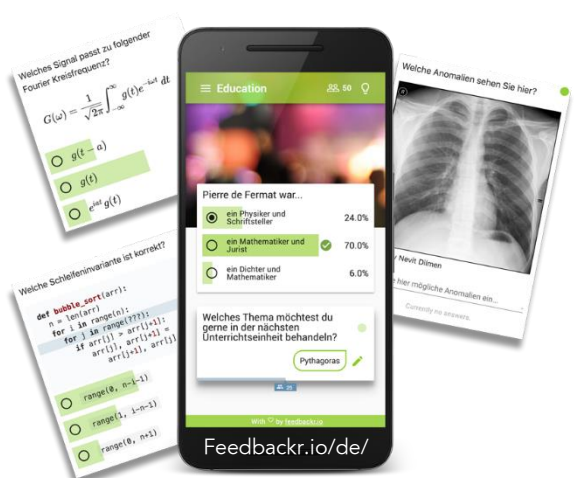 Welches Signal passt zu folgender
Fourier Kreisfrequenz?
G(ω) = 1/√2π ∫_{-∞}^{∞} g(t)e^{-iωt} dt
g(t − a)
g(t)
e^{iat} g(t)
Welche Schleifeninvariante ist korrekt?
def bubble_sort(arr):
n = len(arr)
for i in range(n):
for j in range(???):
if arr[j] > arr[j+1]:
arr[j], arr[j+1] =
arr[j+1], arr[j]
range(0, n-i-1)
range(1, i-n-1)
range(0, n+1)
Education
50
Pierre de Fermat war...
ein Physiker und
Schriftsteller
24.0%
ein Mathematiker und
Jurist
70.0%
ein Dichter und
Mathematiker
6.0%
Welches Thema möchtest du
gerne in der nächsten
Unterrichtseinheit behandeln?
Pythagoras
With by feedbackr.io
Feedbackr.io/de/
Welche Anomalien sehen Sie hier?
y Nevit Dilmen
e hier mögliche Anomalien ein...
Currently no answers.